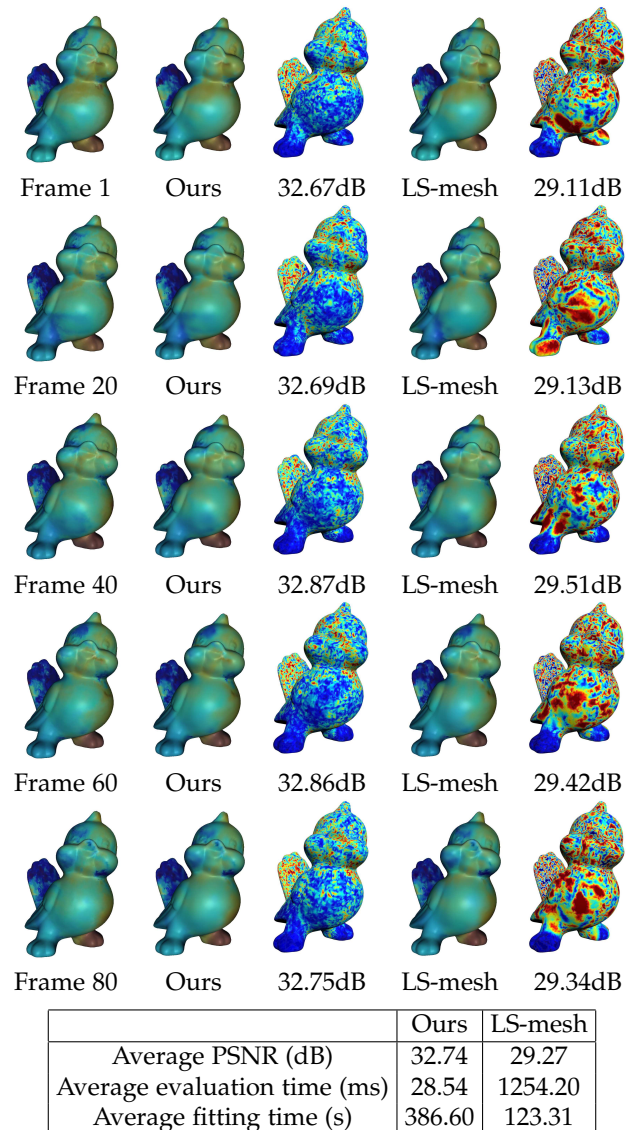 Frame 1 Ours 32.67dB LS-mesh 29.11dB
Frame 20 Ours 32.69dB LS-mesh 29.13dB
Frame 40 Ours 32.87dB LS-mesh 29.51dB
Frame 60 Ours 32.86dB LS-mesh 29.42dB
Frame 80 Ours 32.75dB LS-mesh 29.34dB
Ours LS-mesh
Average PSNR (dB) 32.74 29.27
Average evaluation time (ms) 28.54 1254.20
Average fitting time (s) 386.60 123.31